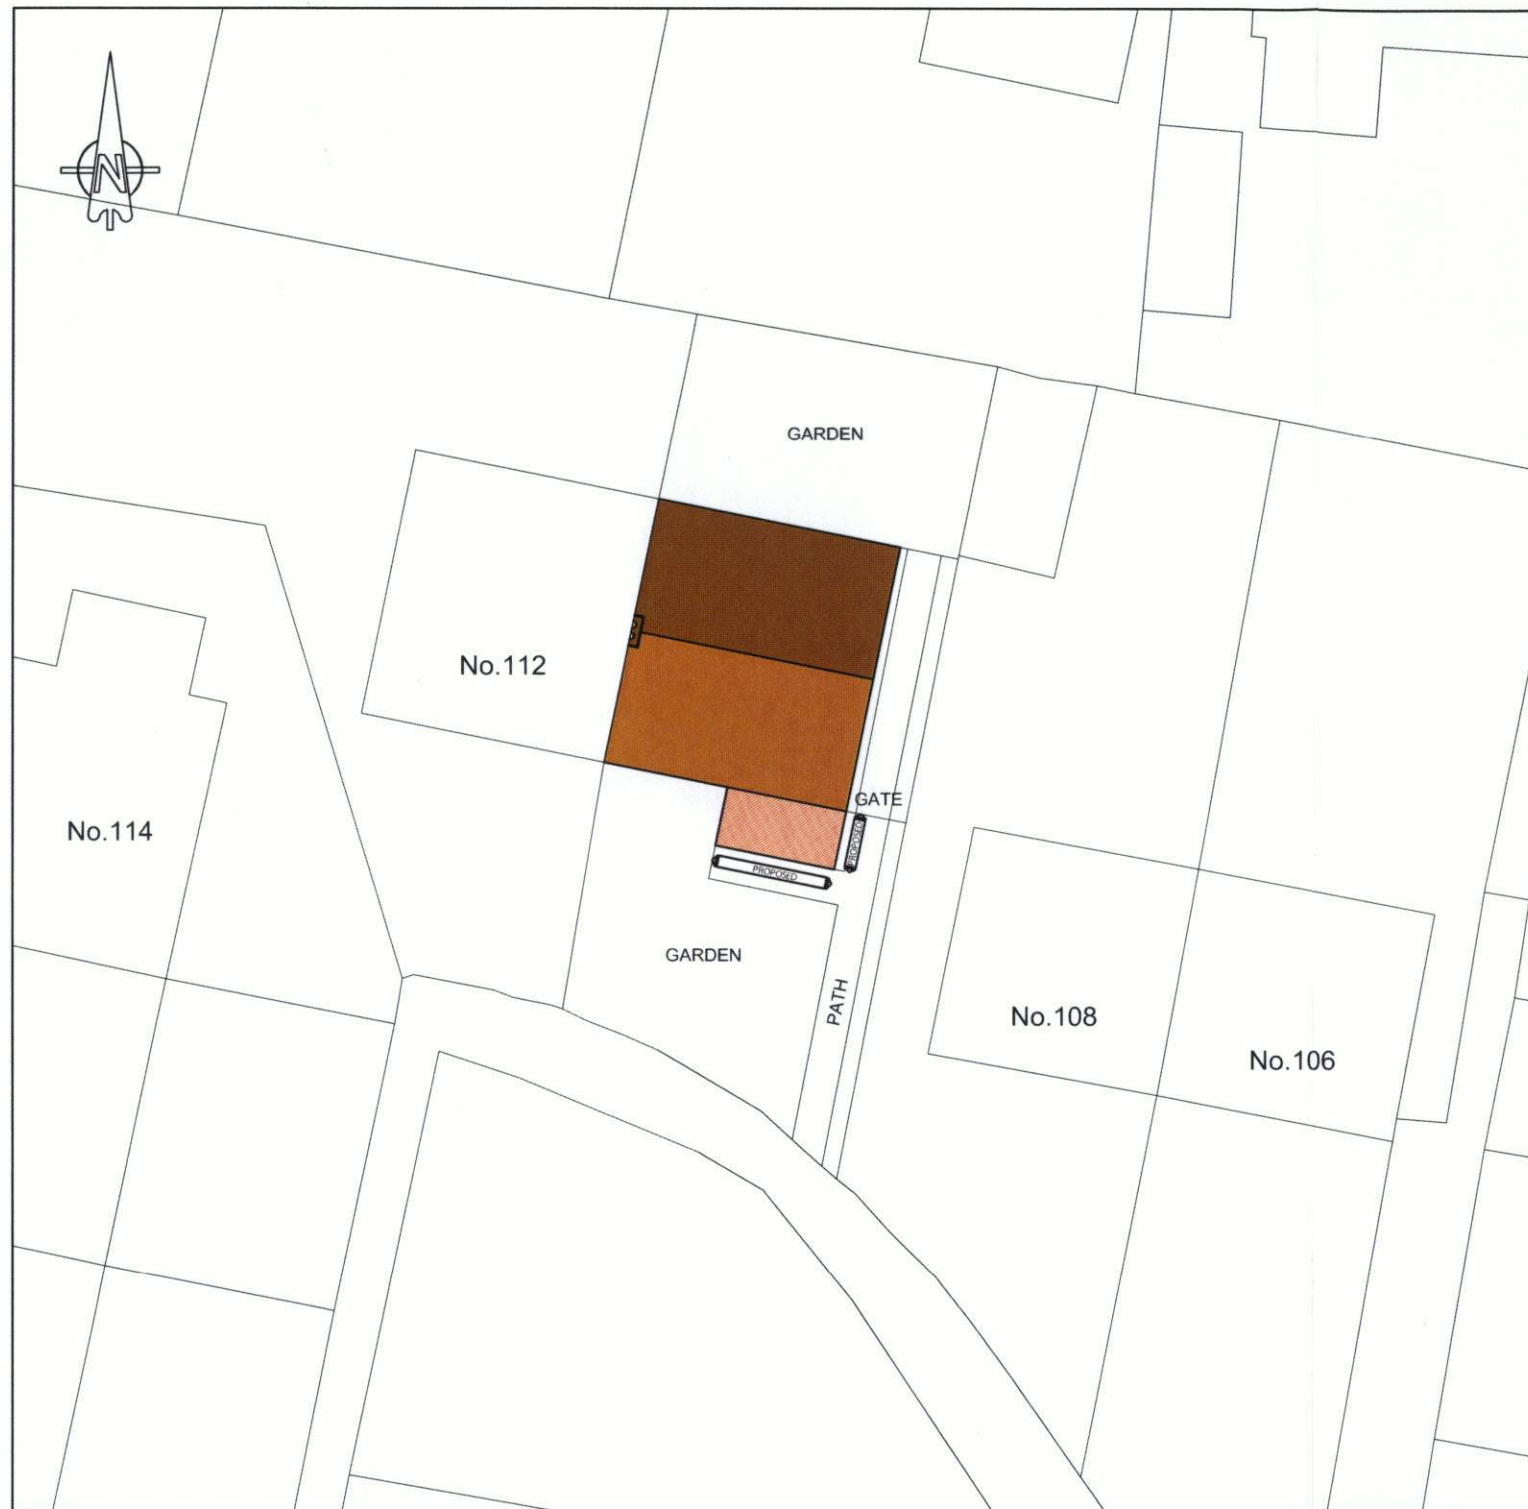 N
GARDEN
No.112
GATE
No.114
PROPOSED
PROPOSED
GARDEN
PATH
No.108
No.106